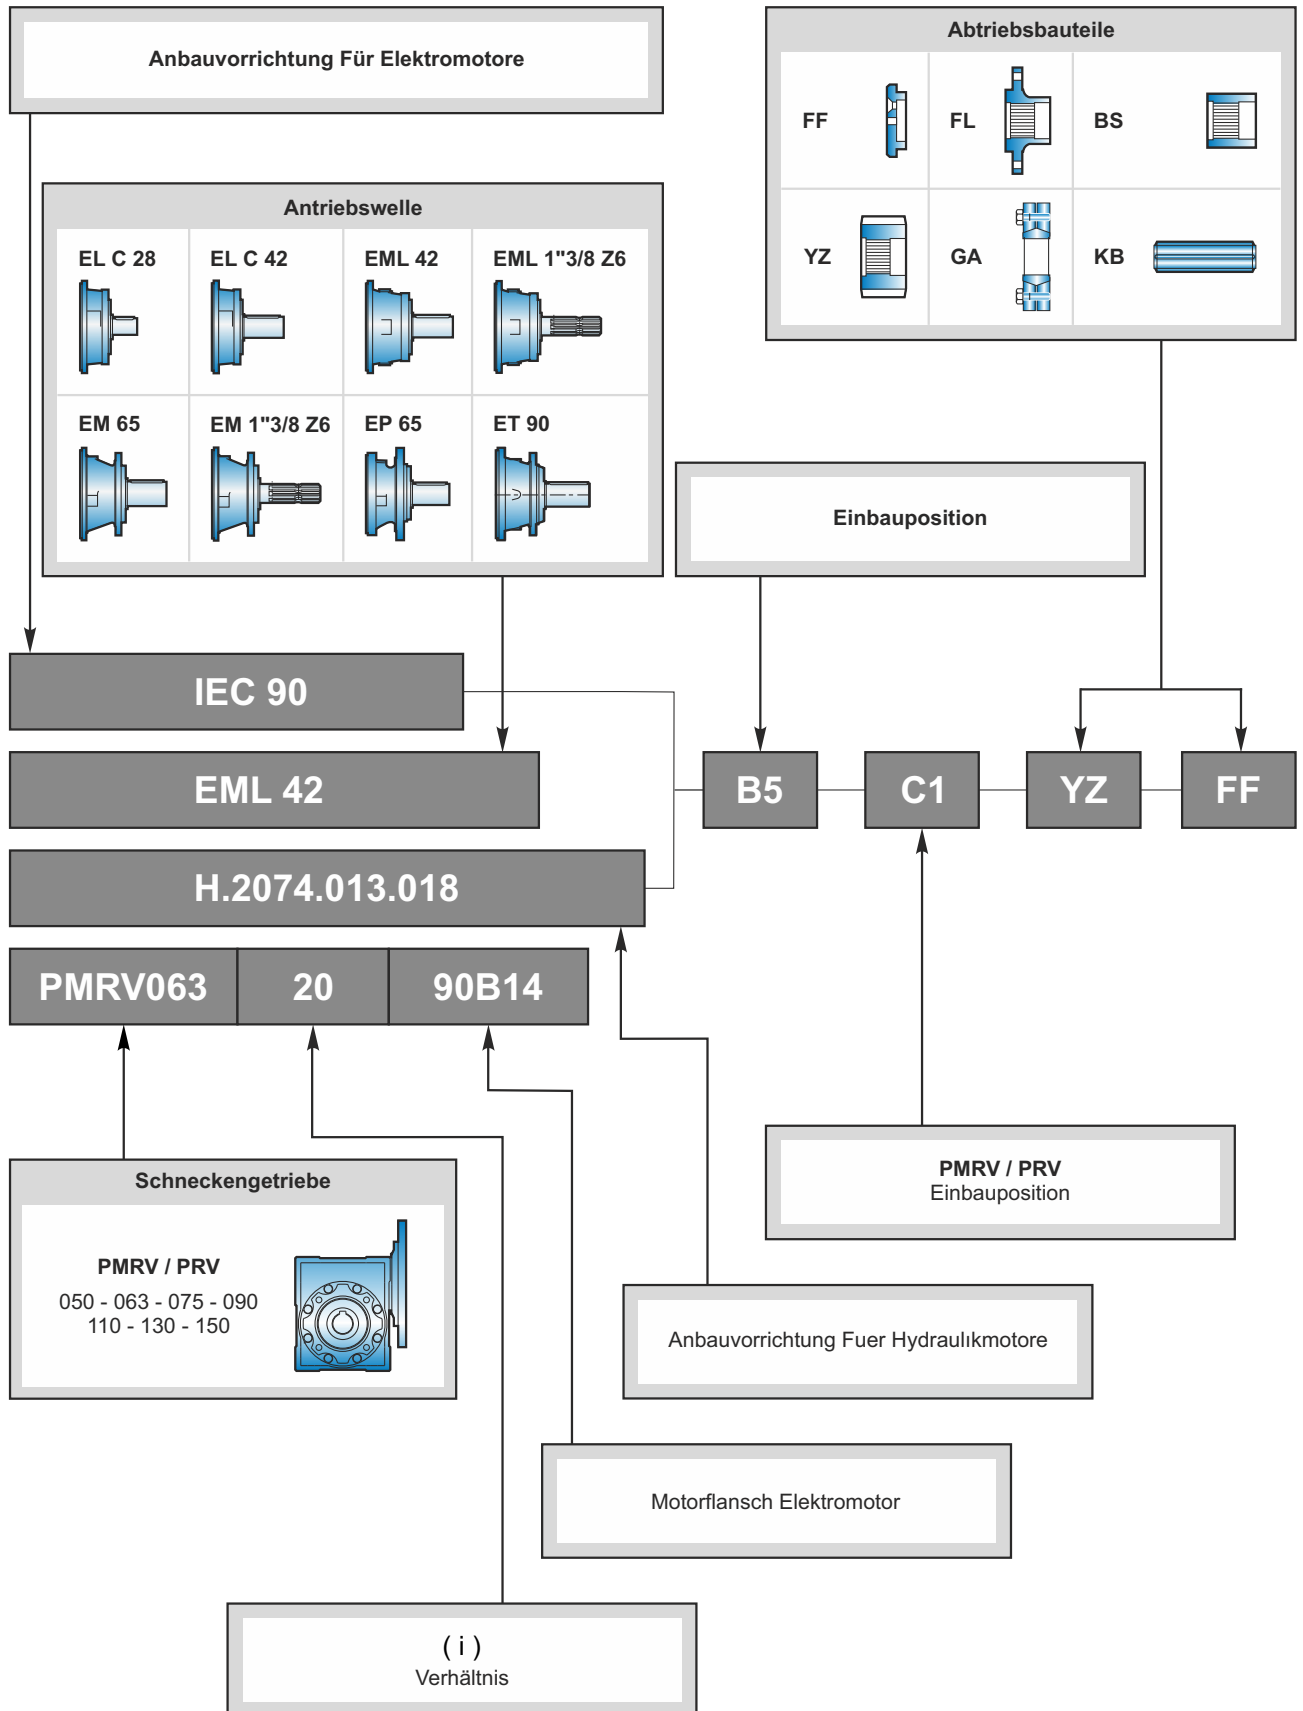 Anbauvorrichtung Für Elektromotore
Abtriebsbauteile
FF
FL
BS
YZ
GA
KB
Antriebswelle
EL C 28
EL C 42
EML 42
EML 1"3/8 Z6
EM 65
EM 1"3/8 Z6
EP 65
ET 90
Einbauposition
IEC 90
EML 42
B5
C1
YZ
FF
H.2074.013.018
PMRV063
20
90B14
PMRV / PRV
Einbauposition
Schneckengetriebe
PMRV / PRV
050 - 063 - 075 - 090
110 - 130 - 150
Anbauvorrichtung Fuer Hydraulıkmotore
Motorflansch Elektromotor
( i )
Verhältnis